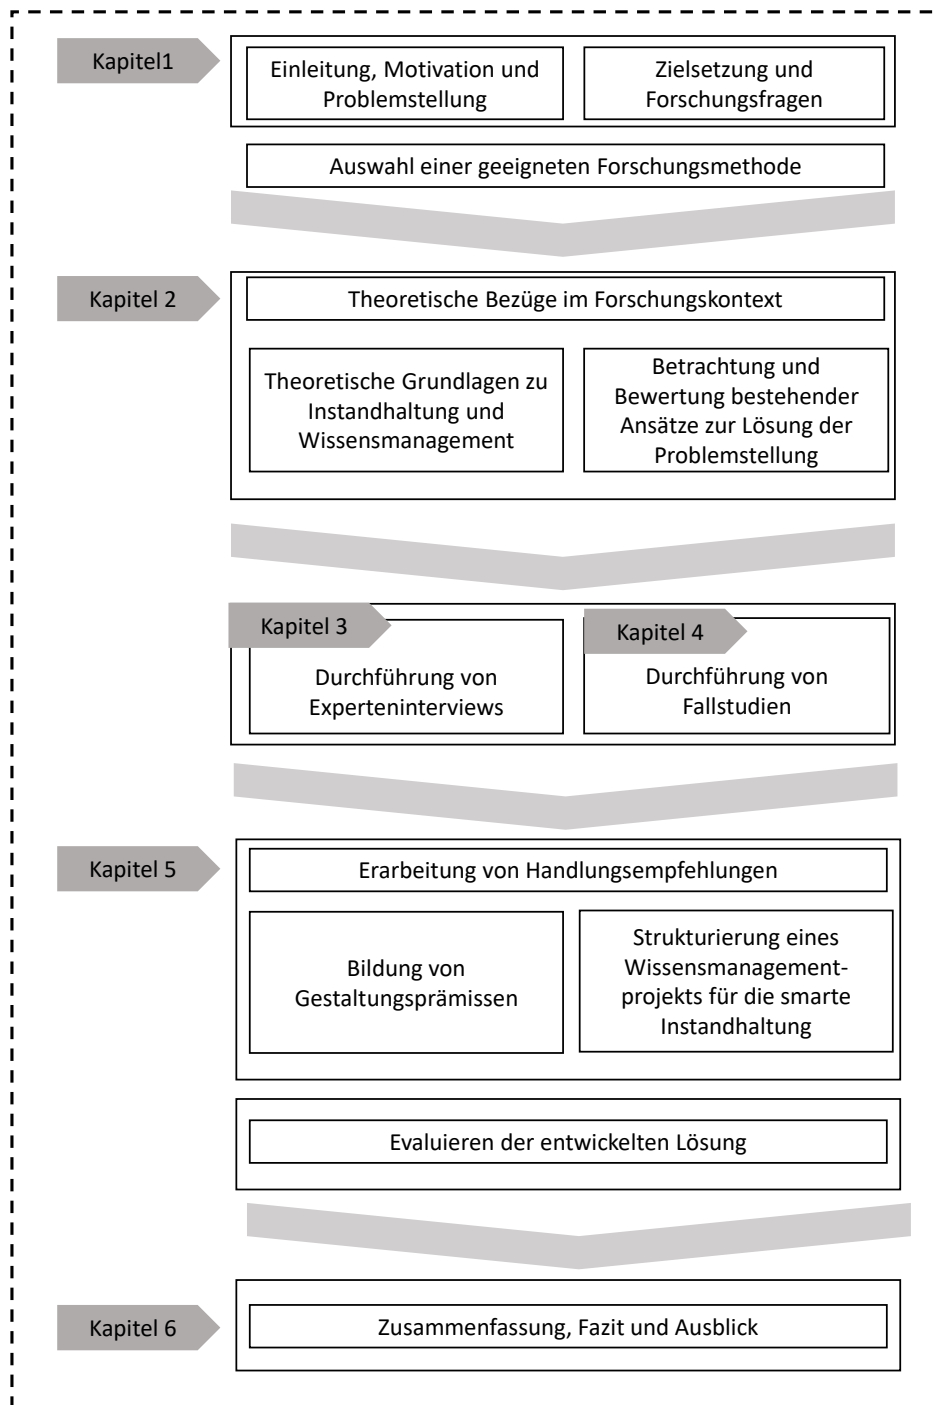 Kapitel1
Einleitung, Motivation und
Problemstellung
Zielsetzung und
Forschungsfragen
Auswahl einer geeigneten Forschungsmethode
Kapitel 2
Theoretische Bezüge im Forschungskontext
Theoretische Grundlagen zu
Instandhaltung und
Wissensmanagement
Betrachtung und
Bewertung bestehender
Ansätze zur Lösung der
Problemstellung
Kapitel 3
Durchführung von
Experteninterviews
Kapitel 4
Durchführung von
Fallstudien
Kapitel 5
Erarbeitung von Handlungsempfehlungen
Bildung von
Gestaltungsprämissen
Strukturierung eines
Wissensmanagement-
projekts für die smarte
Instandhaltung
Evaluieren der entwickelten Lösung
Kapitel 6
Zusammenfassung, Fazit und Ausblick